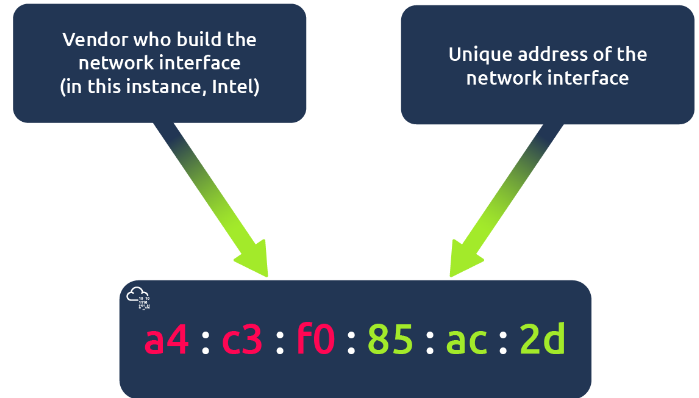 Vendor who build the
network interface
(in this instance, Intel)
Unique address of the
network interface
a4 : c3 : f0 : 85 : ac : 2d